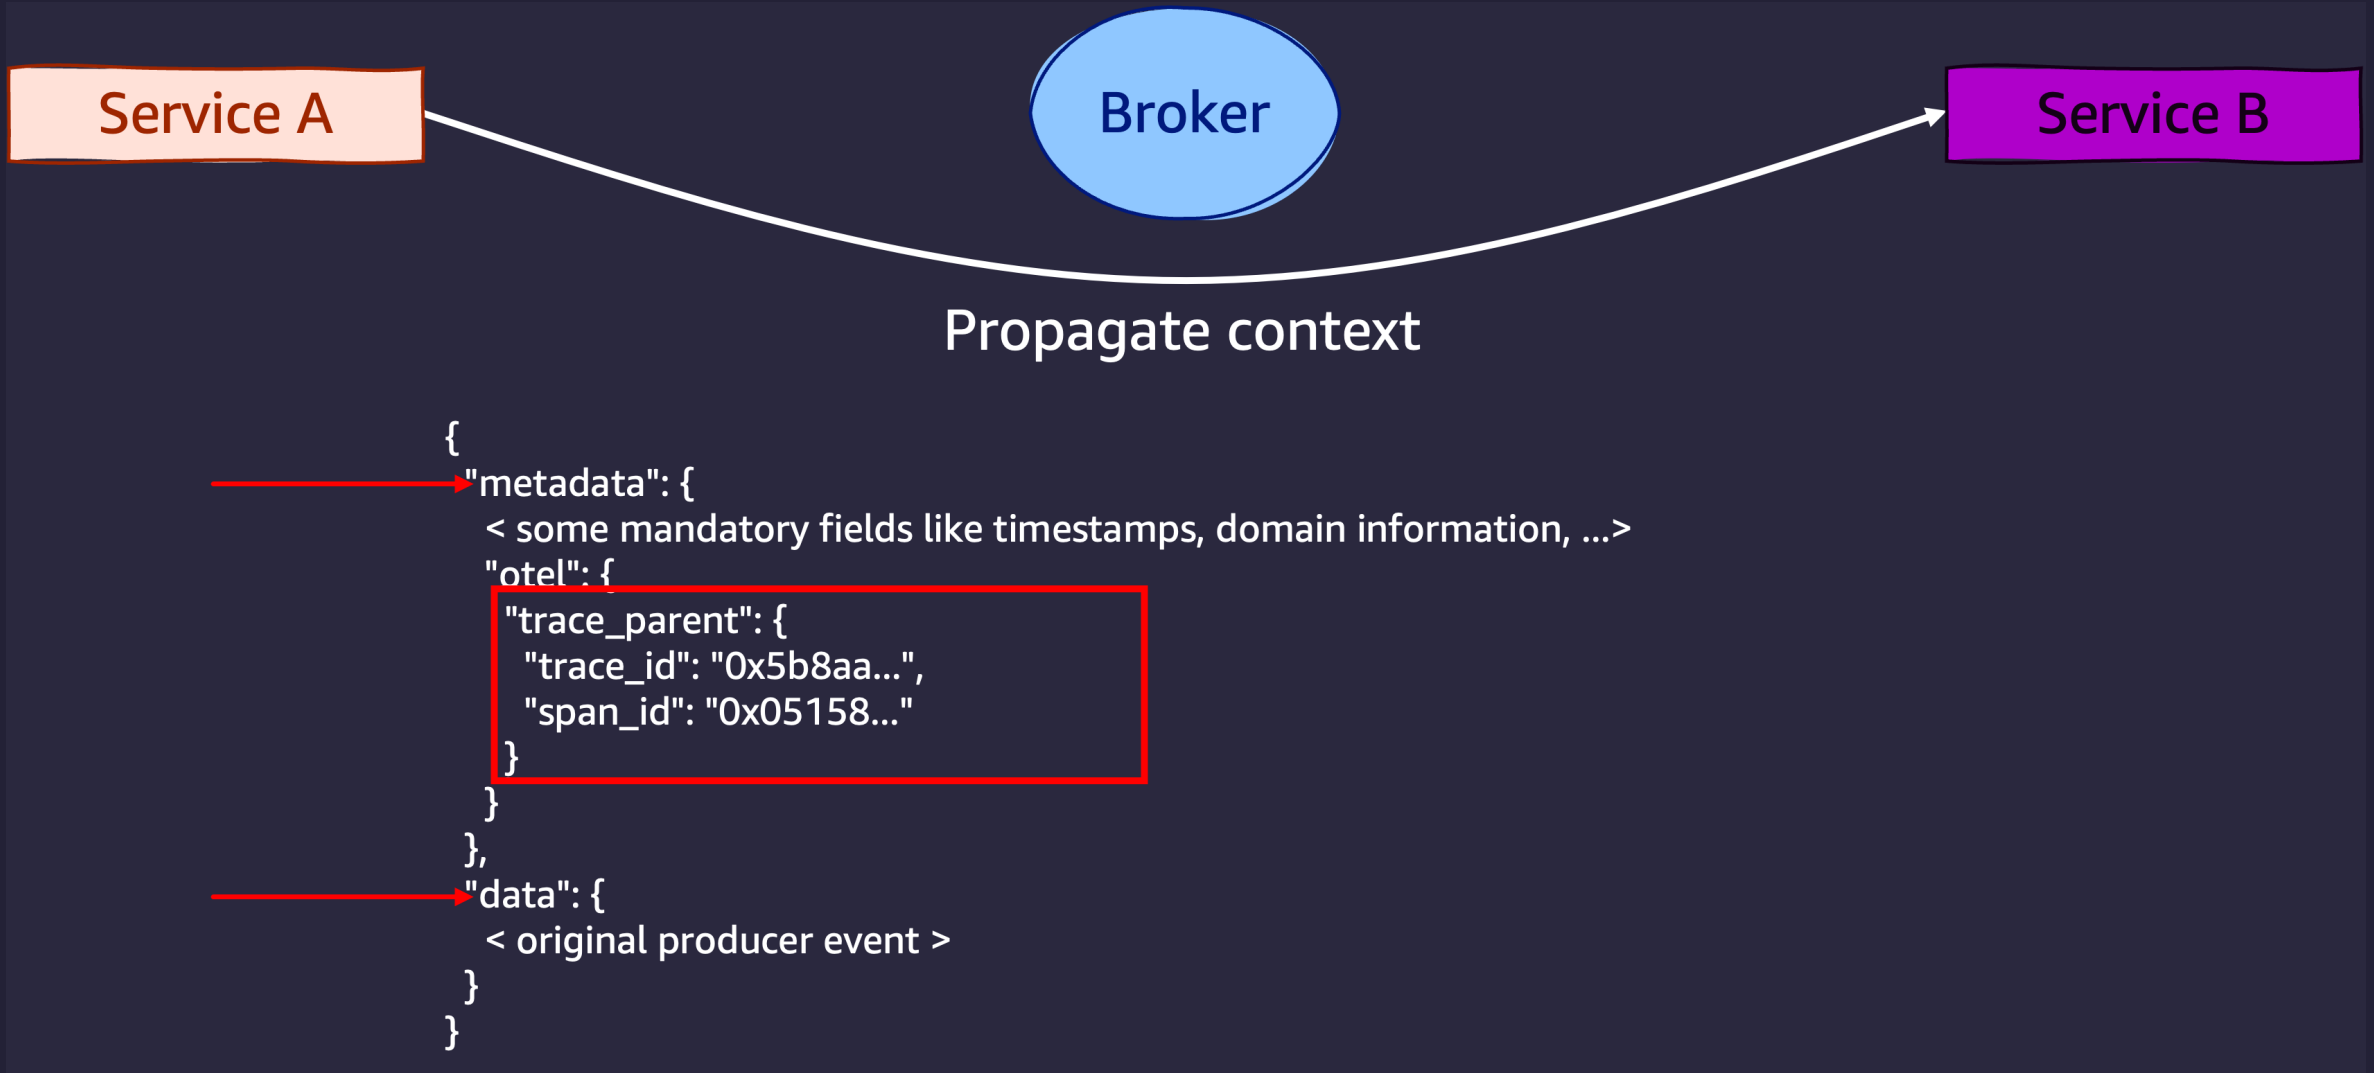 Service A
Broker
Service B
Propagate context
{
"metadata": {
< some mandatory fields like timestamps, domain information, ...>
"otel": {
"trace_parent": {
"trace_id": "0x5b8aa...",
"span_id": "0x05158..."
}
}
},
"data": {
< original producer event >
}
}